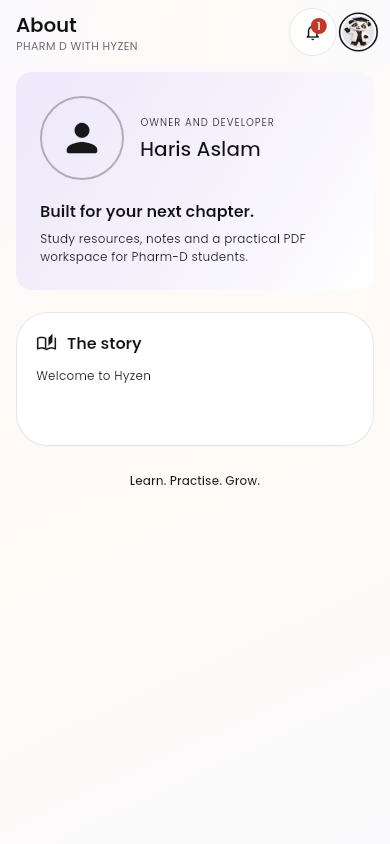 About
PHARM D WITH HYZEN
1
OWNER AND DEVELOPER
Haris Aslam
Built for your next chapter.
Study resources, notes and a practical PDF
workspace for Pharm-D students.
The story
Welcome to Hyzen
Learn. Practise. Grow.